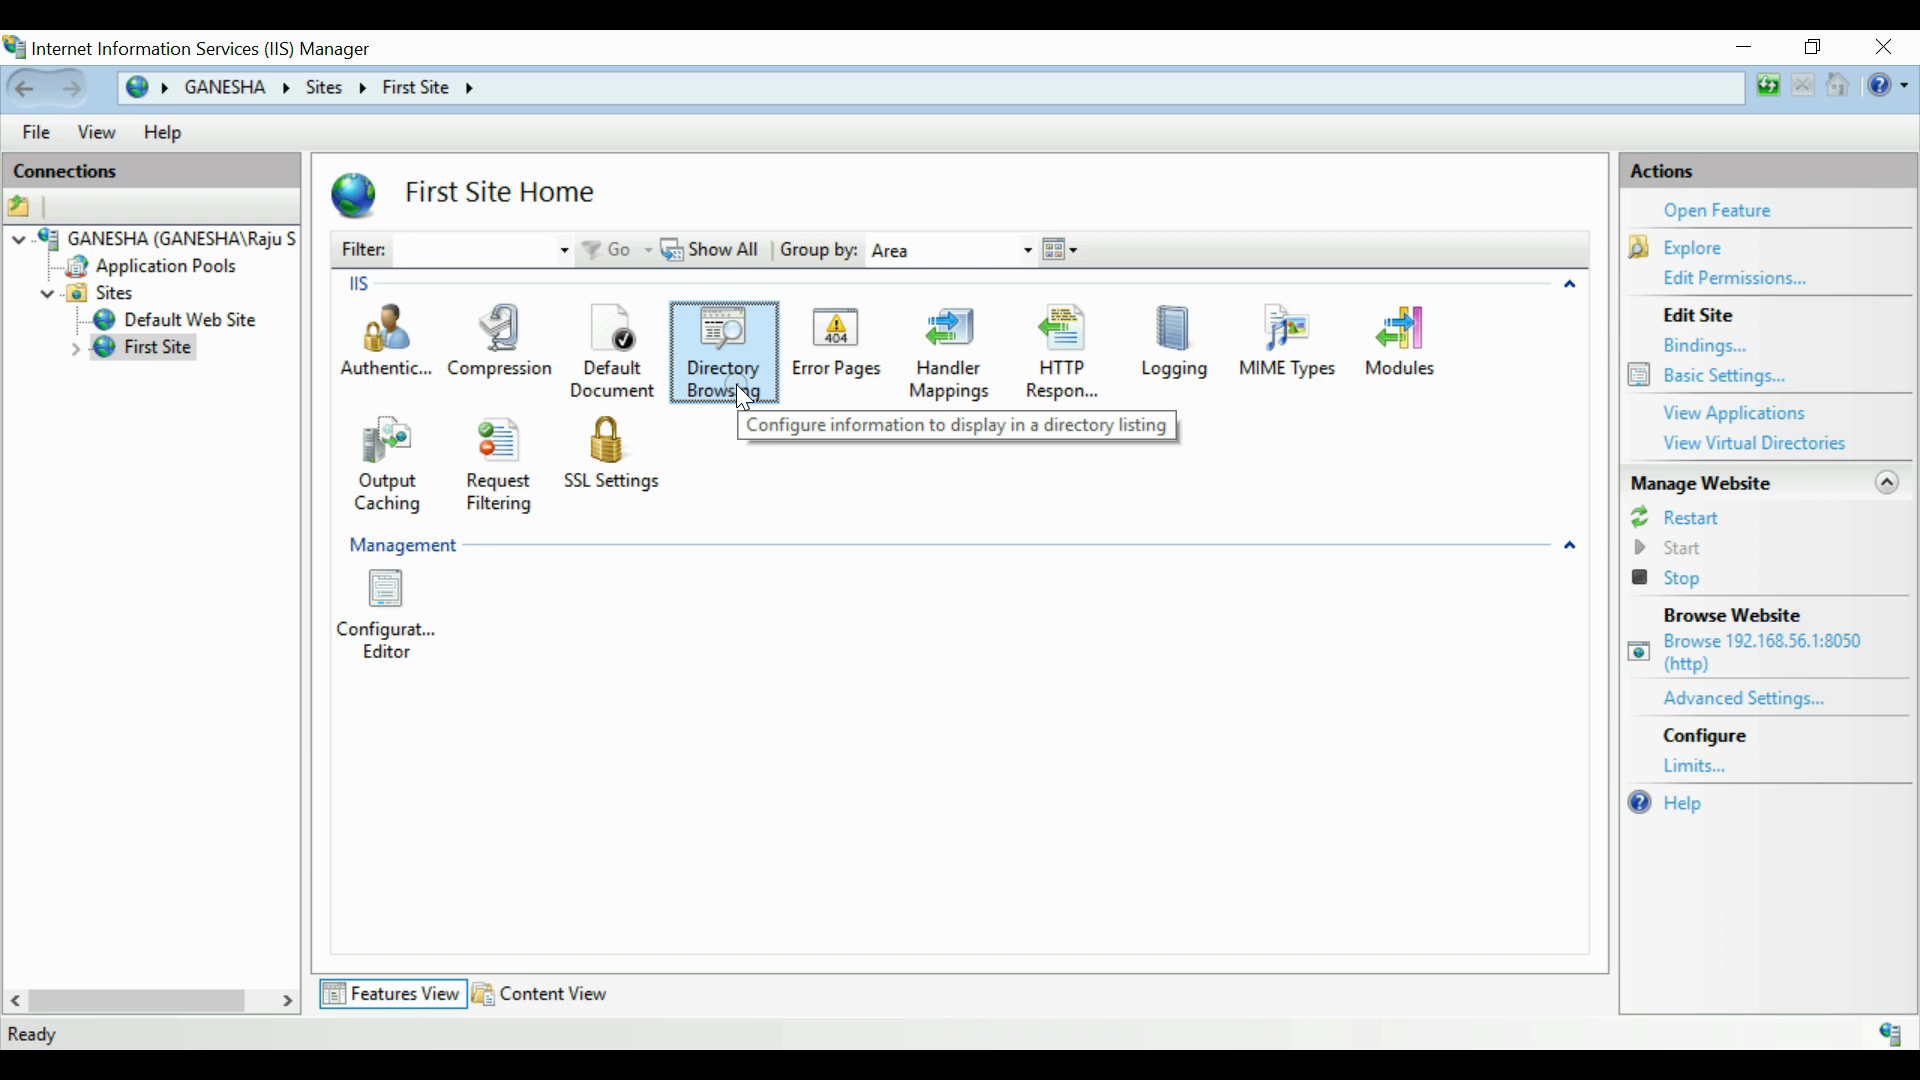 Internet Information Services (IIS) Manager
GANESHA Sites First Site
File View Help
Connections
GANESHA (GANESHA\Raju S
Application Pools
Sites
Default Web Site
First Site
First Site Home
Filter: Go Show All Group by: Area
IIS
Authentic...
Compression
Default
Document
Directory
Browsing
Error Pages
404
Handler
Mappings
HTTP
Respon...
Logging
MIME Types
Modules
Configure information to display in a directory listing
Output
Caching
Request
Filtering
SSL Settings
Management
Configurat...
Editor
Features View Content View
Actions
Open Feature
Explore
Edit Permissions...
Edit Site
Bindings...
Basic Settings...
View Applications
View Virtual Directories
Manage Website
Restart
Start
Stop
Browse Website
Browse 192.168.56.1:8050
(http)
Advanced Settings...
Configure
Limits...
Help
Ready